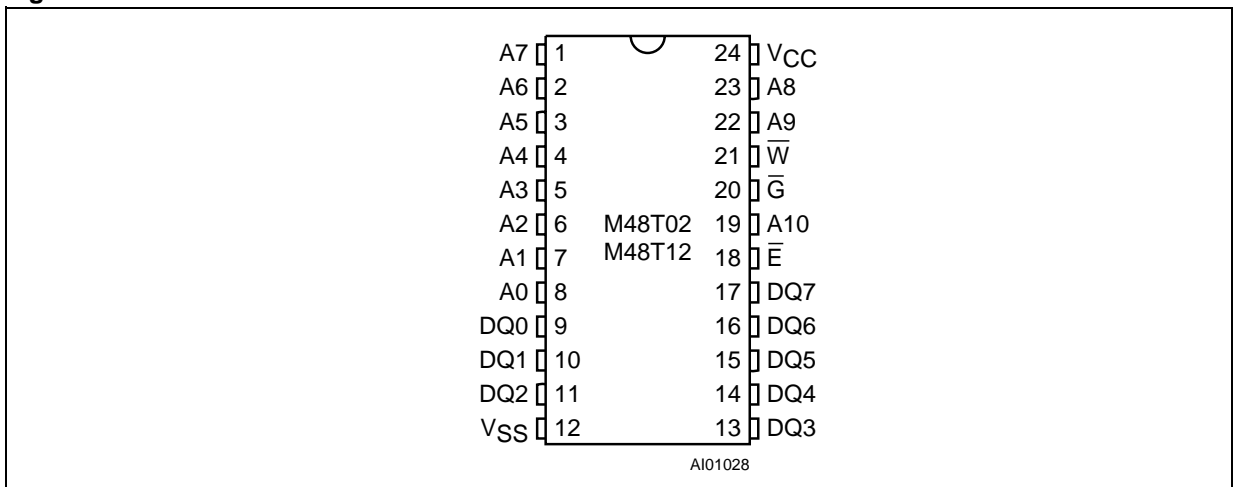 A7 1 24 VCC
A6 2 23 A8
A5 3 22 A9
A4 4 21 W̅
A3 5 20 G̅
A2 6 M48T02 19 A10
A1 7 M48T12 18 E̅
A0 8 17 DQ7
DQ0 9 16 DQ6
DQ1 10 15 DQ5
DQ2 11 14 DQ4
VSS 12 13 DQ3
AI01028